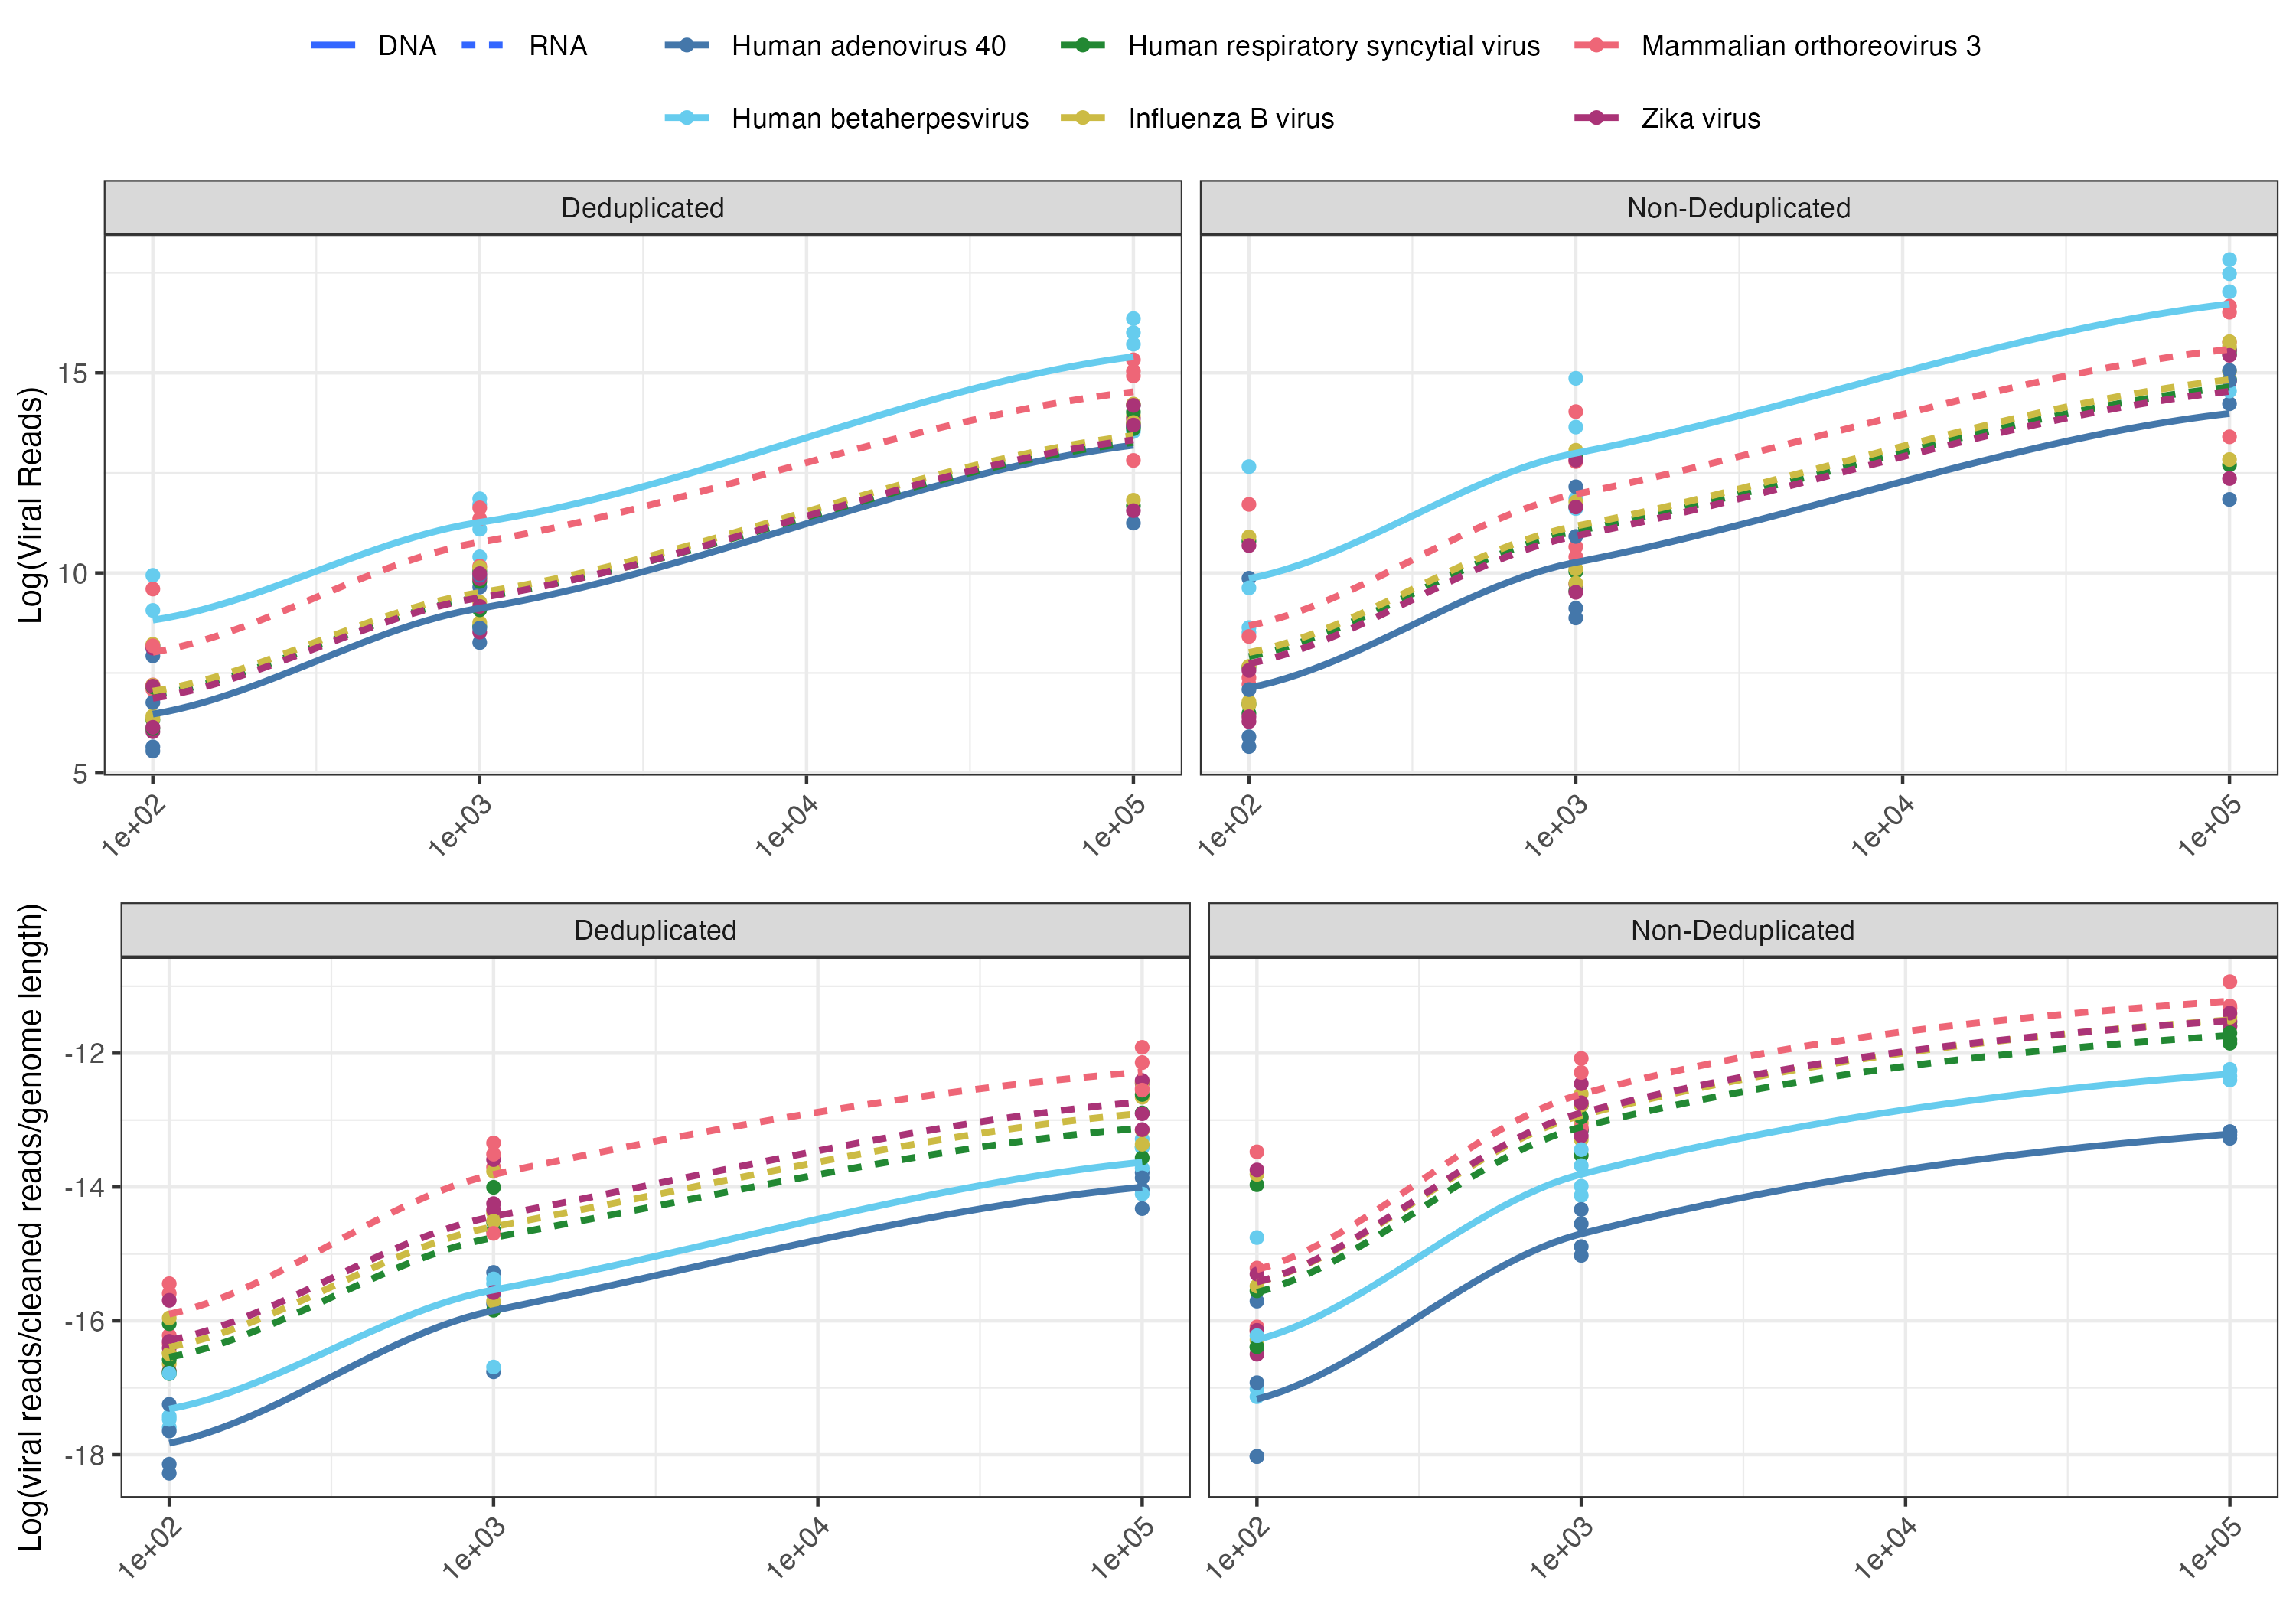 DNA RNA Human adenovirus 40 Human respiratory syncytial virus Mammalian orthoreovirus 3
Human betaherpesvirus Influenza B virus Zika virus
Deduplicated Non-Deduplicated
Log(Viral Reads)
15
10
5
1e+02 1e+03 1e+04 1e+05 1e+02 1e+03 1e+04 1e+05
Deduplicated Non-Deduplicated
Log(viral reads/cleaned reads/genome length)
-12
-14
-16
-18
1e+02 1e+03 1e+04 1e+05 1e+02 1e+03 1e+04 1e+05